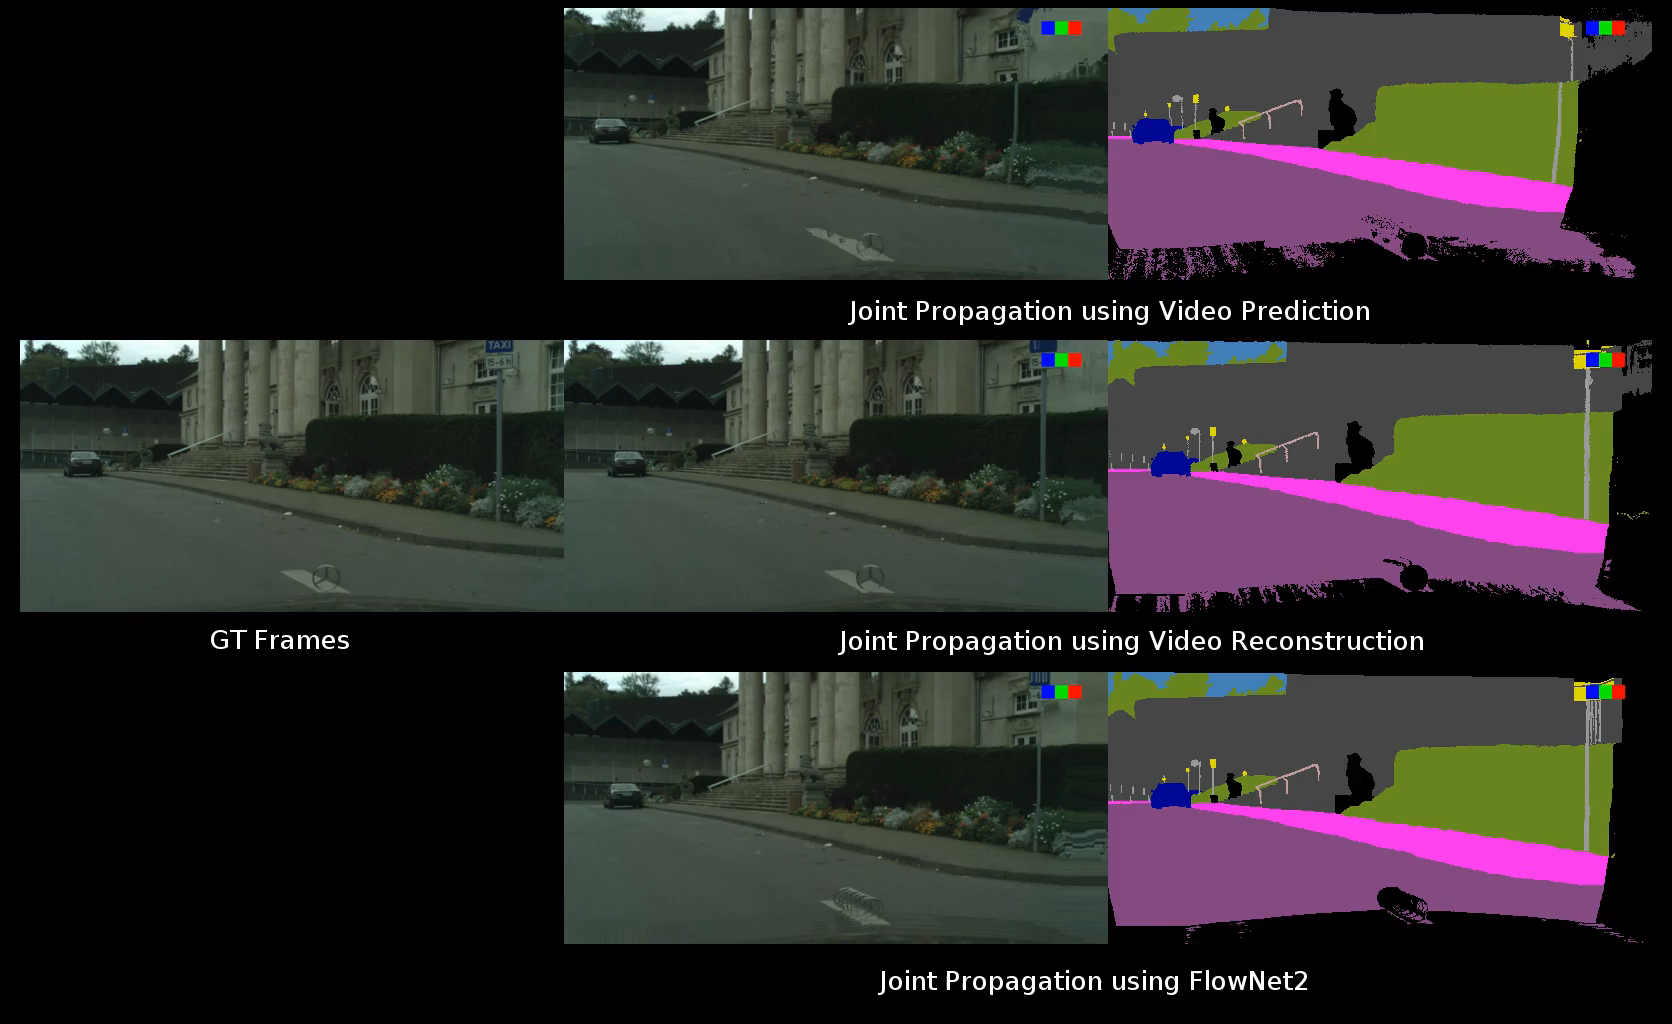 Joint Propagation using Video Prediction
TAXI
15-6h
GT Frames
Joint Propagation using Video Reconstruction
Joint Propagation using FlowNet2